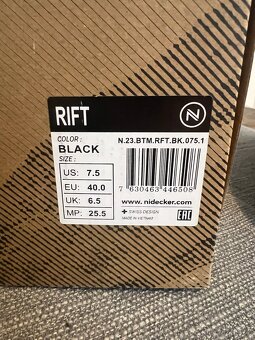 RIFT
N
COLOR :
BLACK
SIZE :
N.23.BTM.RFT.BK.075.1
US: 7.5
EU: 40.0
UK: 6.5
MP: 25.5
7 630463 446508
www.nidecker.com
+ SWISS DESIGN
MADE IN VIETNAM
EAC